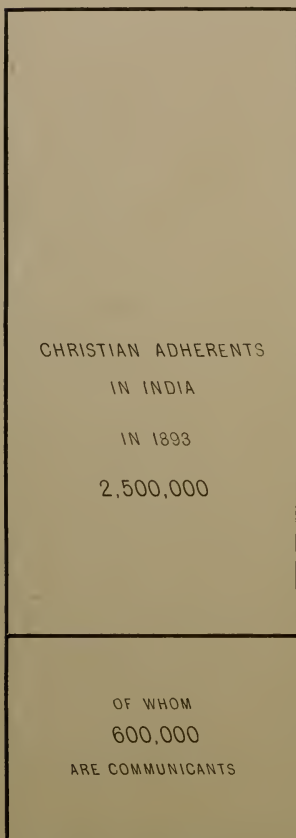 CHRISTIAN ADHERENTS
IN INDIA
IN 1893
2,500,000
OF WHOM
600,000
ARE COMMUNICANTS